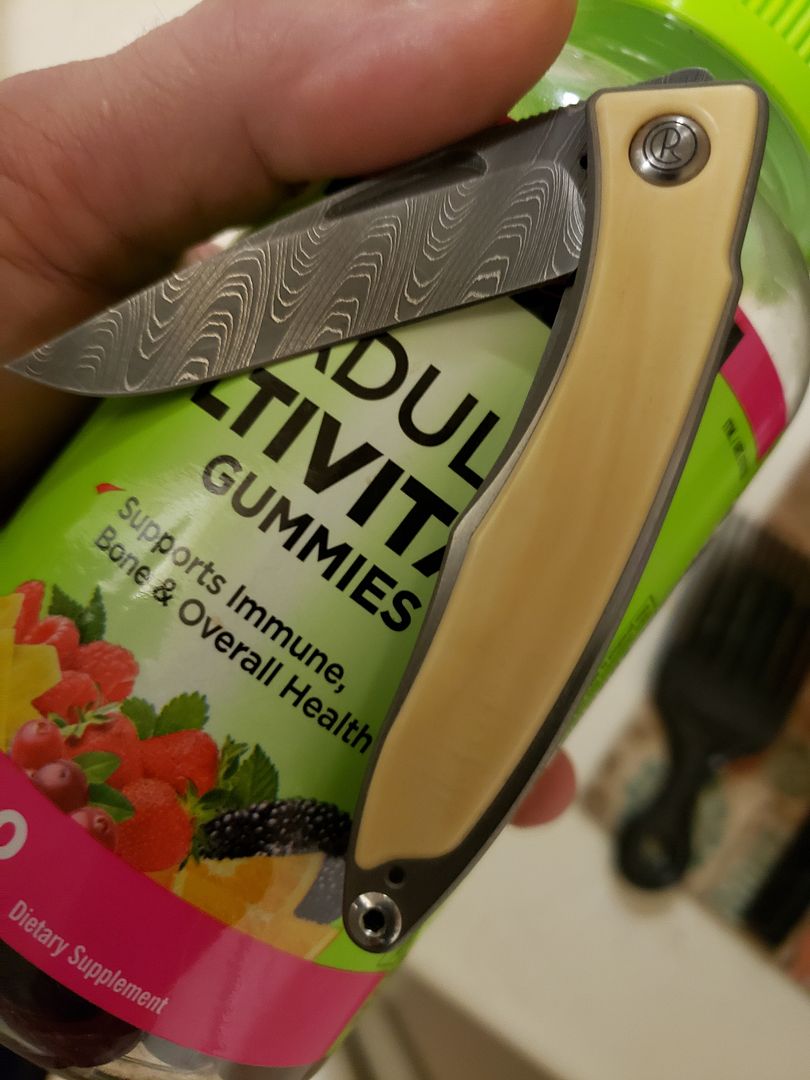 R
ADUL
LTIVITA
GUMMIES
Supports Immune,
Bone & Overall Health
Dietary Supplement